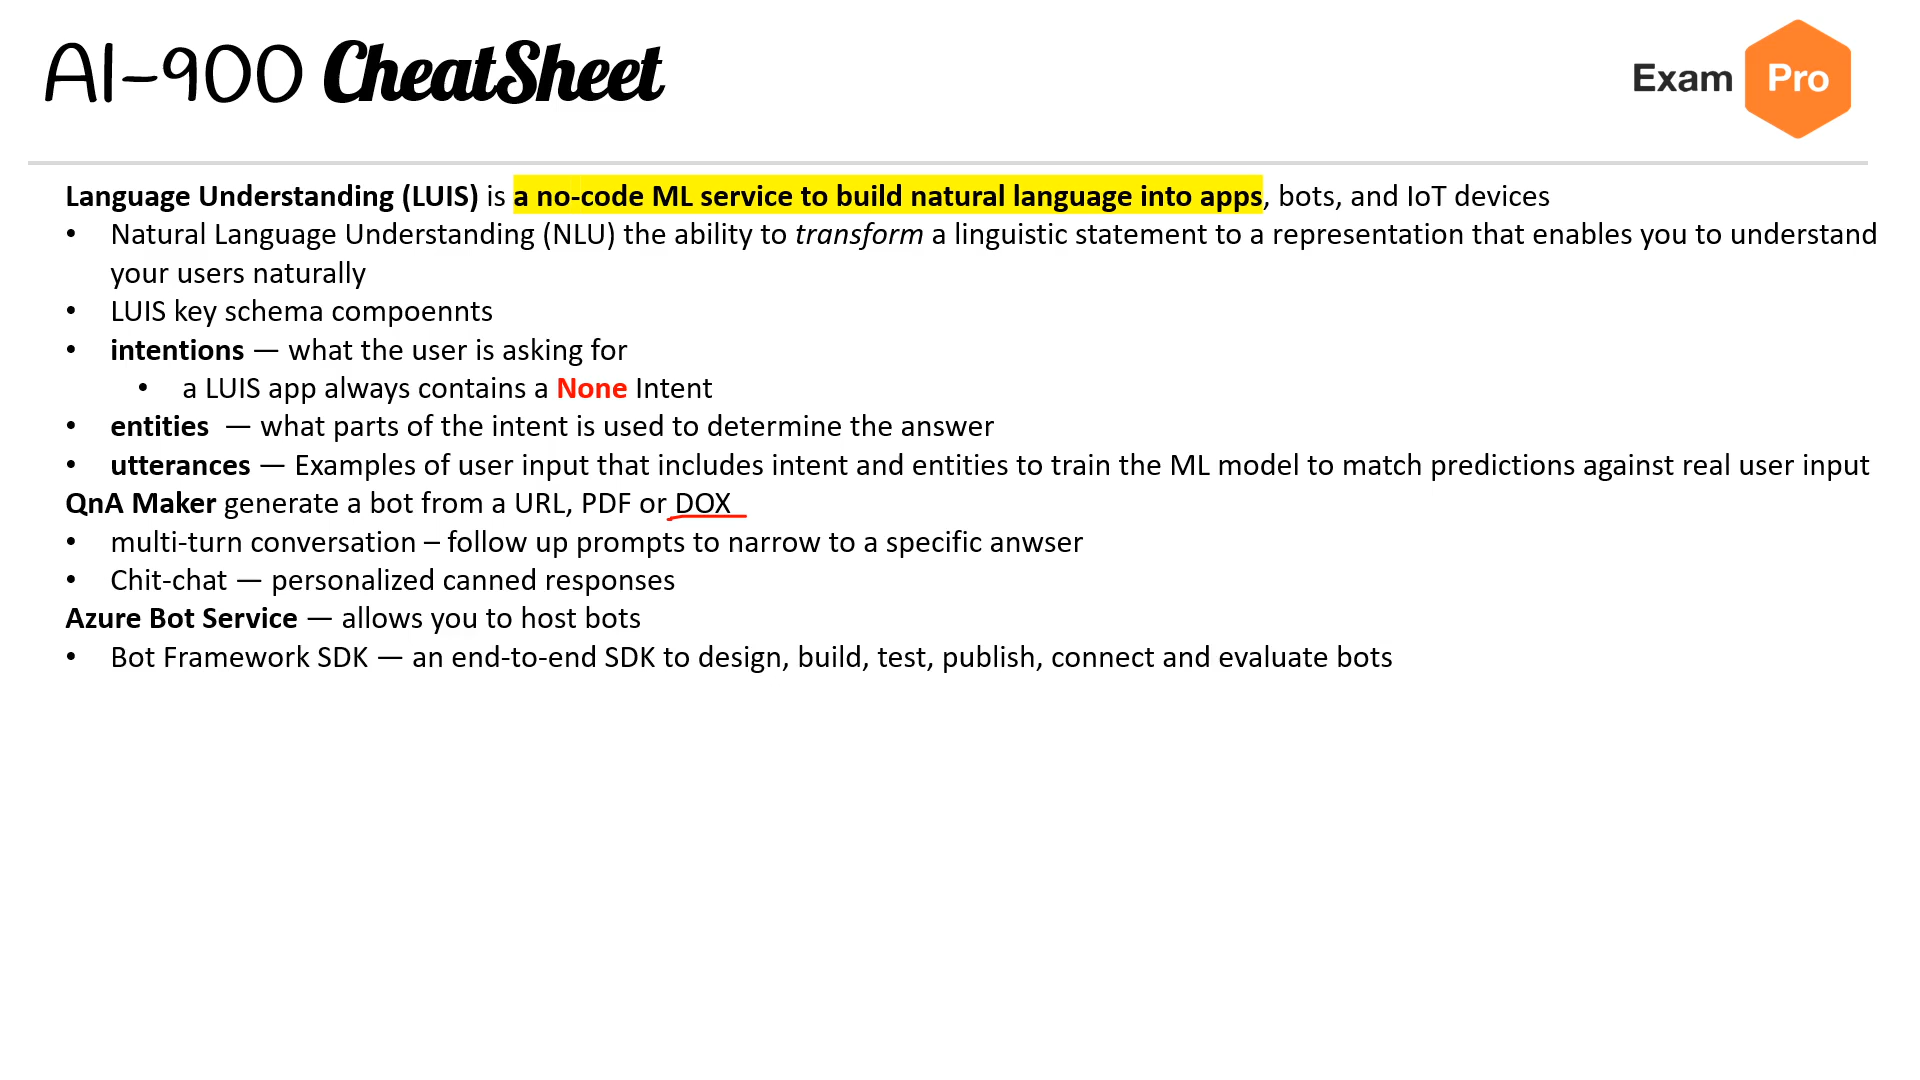 AI-900 CheatSheet
Exam Pro
Language Understanding (LUIS) is a no-code ML service to build natural language into apps, bots, and IoT devices
• Natural Language Understanding (NLU) the ability to transform a linguistic statement to a representation that enables you to understand
your users naturally
• LUIS key schema compoennts
• intentions — what the user is asking for
• a LUIS app always contains a None Intent
• entities — what parts of the intent is used to determine the answer
• utterances — Examples of user input that includes intent and entities to train the ML model to match predictions against real user input
QnA Maker generate a bot from a URL, PDF or DOX
• multi-turn conversation – follow up prompts to narrow to a specific anwser
• Chit-chat — personalized canned responses
Azure Bot Service — allows you to host bots
• Bot Framework SDK — an end-to-end SDK to design, build, test, publish, connect and evaluate bots